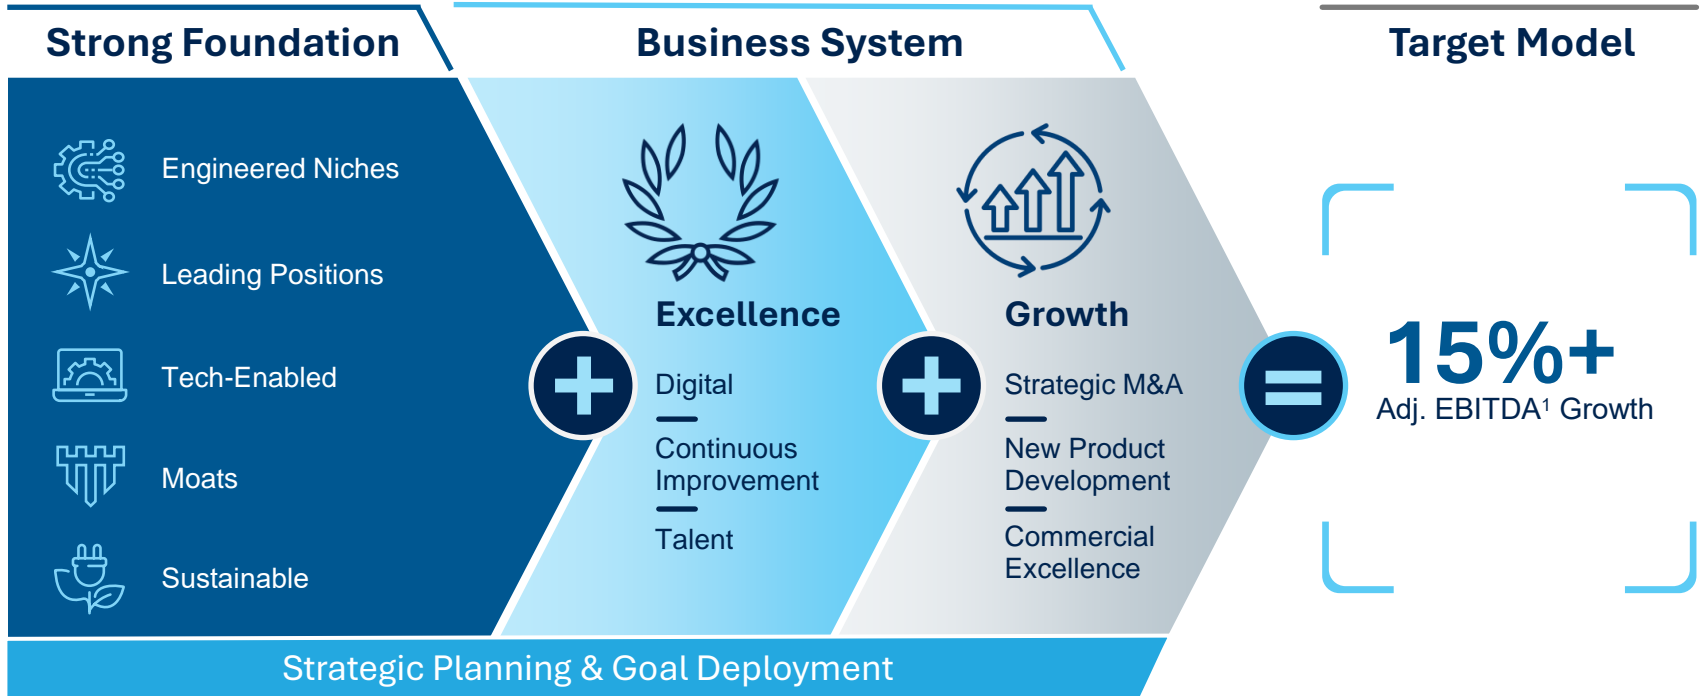 Strong Foundation
Business System
Target Model
Engineered Niches
Leading Positions
Tech-Enabled
Moats
Sustainable
Excellence
Digital
Continuous
Improvement
Talent
Growth
Strategic M&A
New Product
Development
Commercial
Excellence
15%+
Adj. EBITDA¹ Growth
Strategic Planning & Goal Deployment